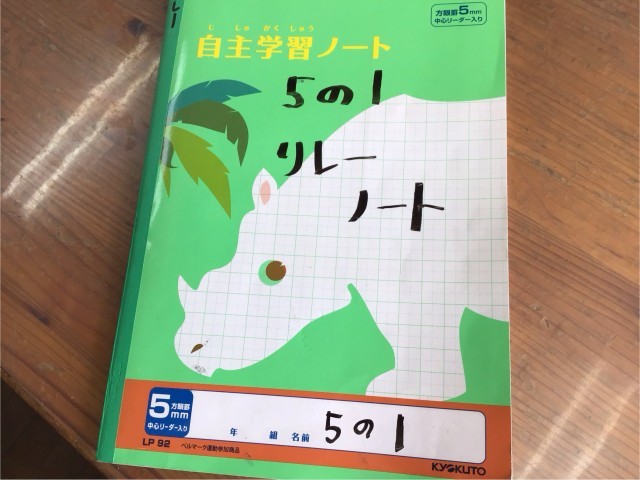 方眼罫5mm
中心リーダー入り
じ しゅ がく しゅう
自主学習ノート
5の1
リレー
ノート
レー
5 方眼罫
mm
中心リーダー入り
年 組 名前 5の1
LP 92 ベルマーク運動参加商品
KYOKUTO